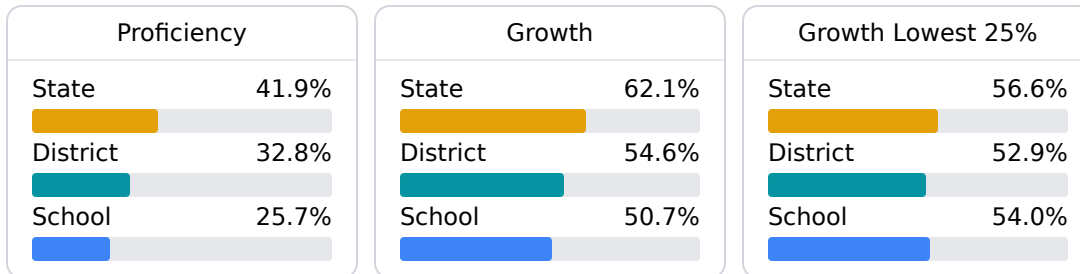 Proficiency
State 41.9%
District 32.8%
School 25.7%
Growth
State 62.1%
District 54.6%
School 50.7%
Growth Lowest 25%
State 56.6%
District 52.9%
School 54.0%